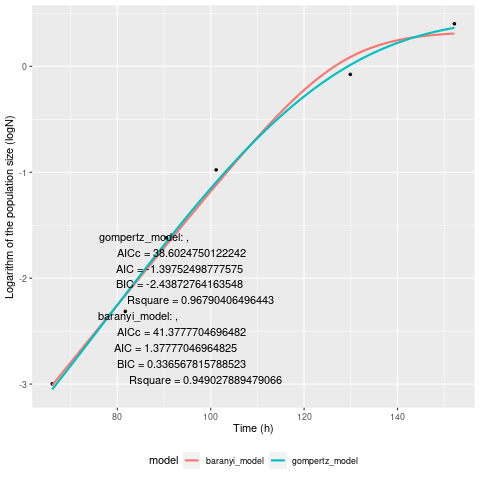 0
-1
-2
-3
Logarithm of the population size (logN)
gompertz_model: ,
AICc = 38.6024750122242
AIC = -1.39752498777575
BIC = -2.43872764163548
Rsquare = 0.96790406496443
baranyi_model: ,
AICc = 41.3777704696482
AIC = 1.37777046964825
BIC = 0.336567815788523
Rsquare = 0.949027889479066
80 100 120 140
Time (h)
model baranyi_model gompertz_model